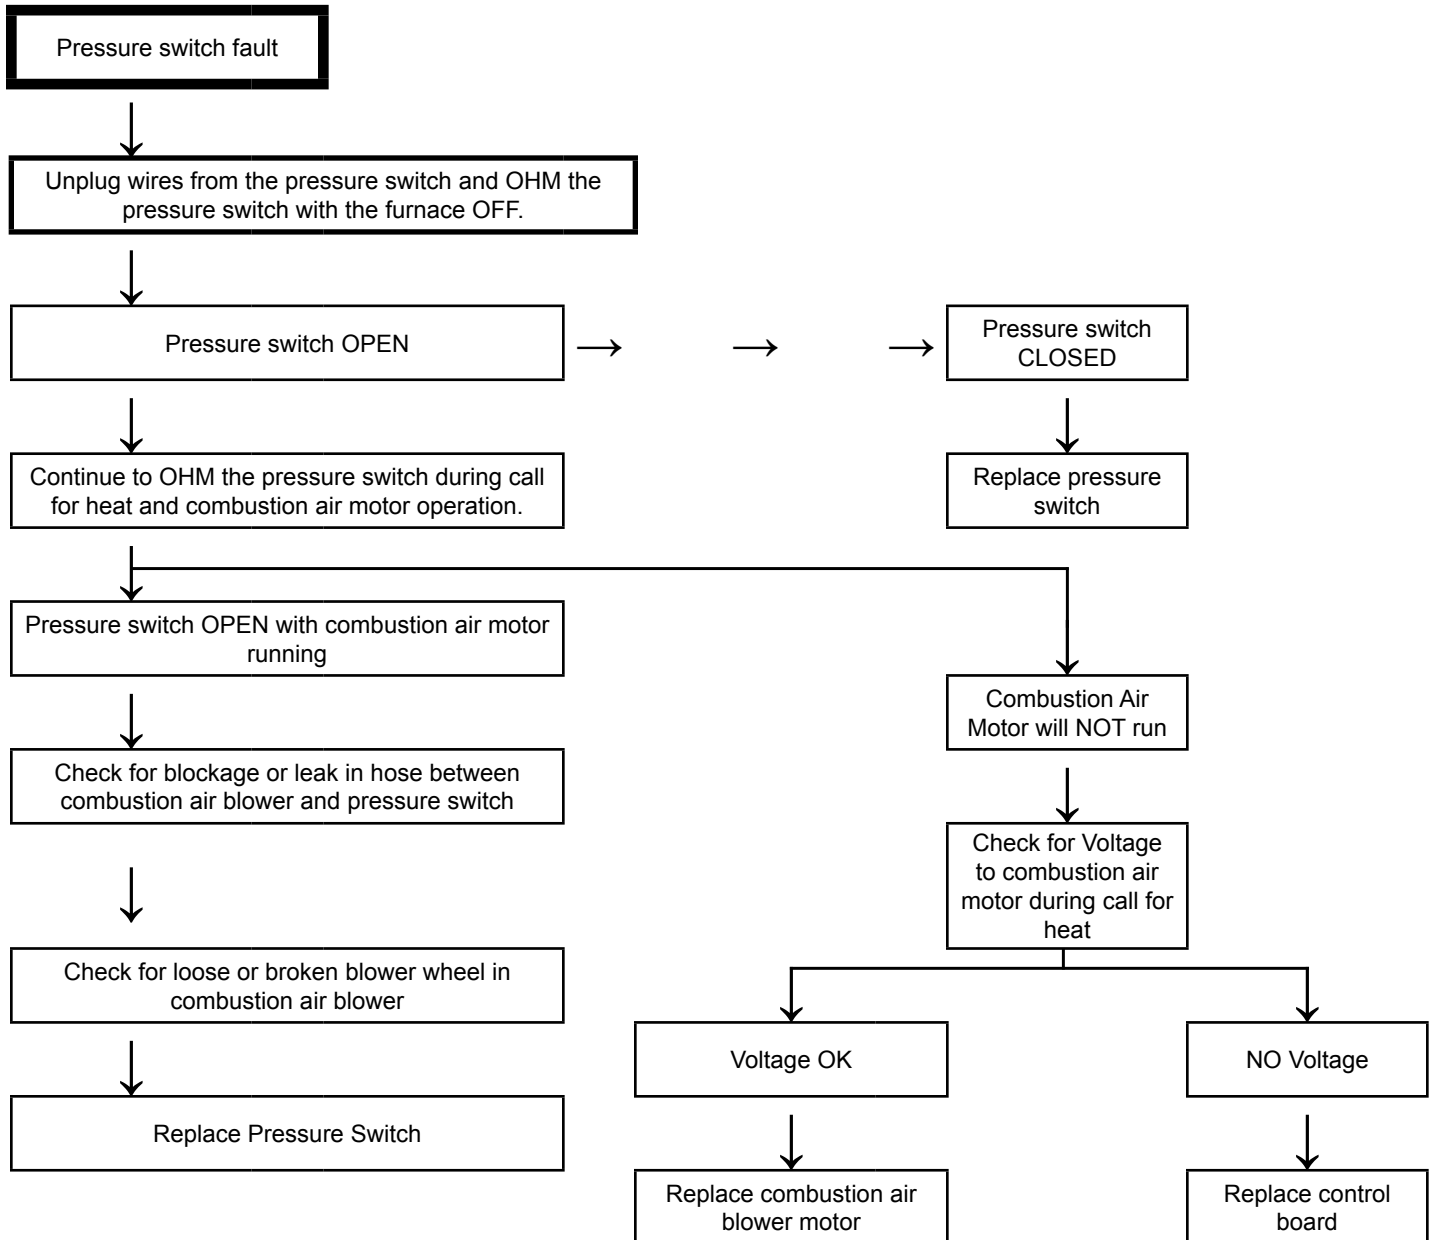 Pressure switch fault
Unplug wires from the pressure switch and OHM the
pressure switch with the furnace OFF.
Pressure switch OPEN
Pressure switch
CLOSED
Continue to OHM the pressure switch during call
for heat and combustion air motor operation.
Replace pressure
switch
Pressure switch OPEN with combustion air motor
running
Combustion Air
Motor will NOT run
Check for blockage or leak in hose between
combustion air blower and pressure switch
Check for Voltage
to combustion air
motor during call for
heat
Check for loose or broken blower wheel in
combustion air blower
Voltage OK
NO Voltage
Replace Pressure Switch
Replace combustion air
blower motor
Replace control
board